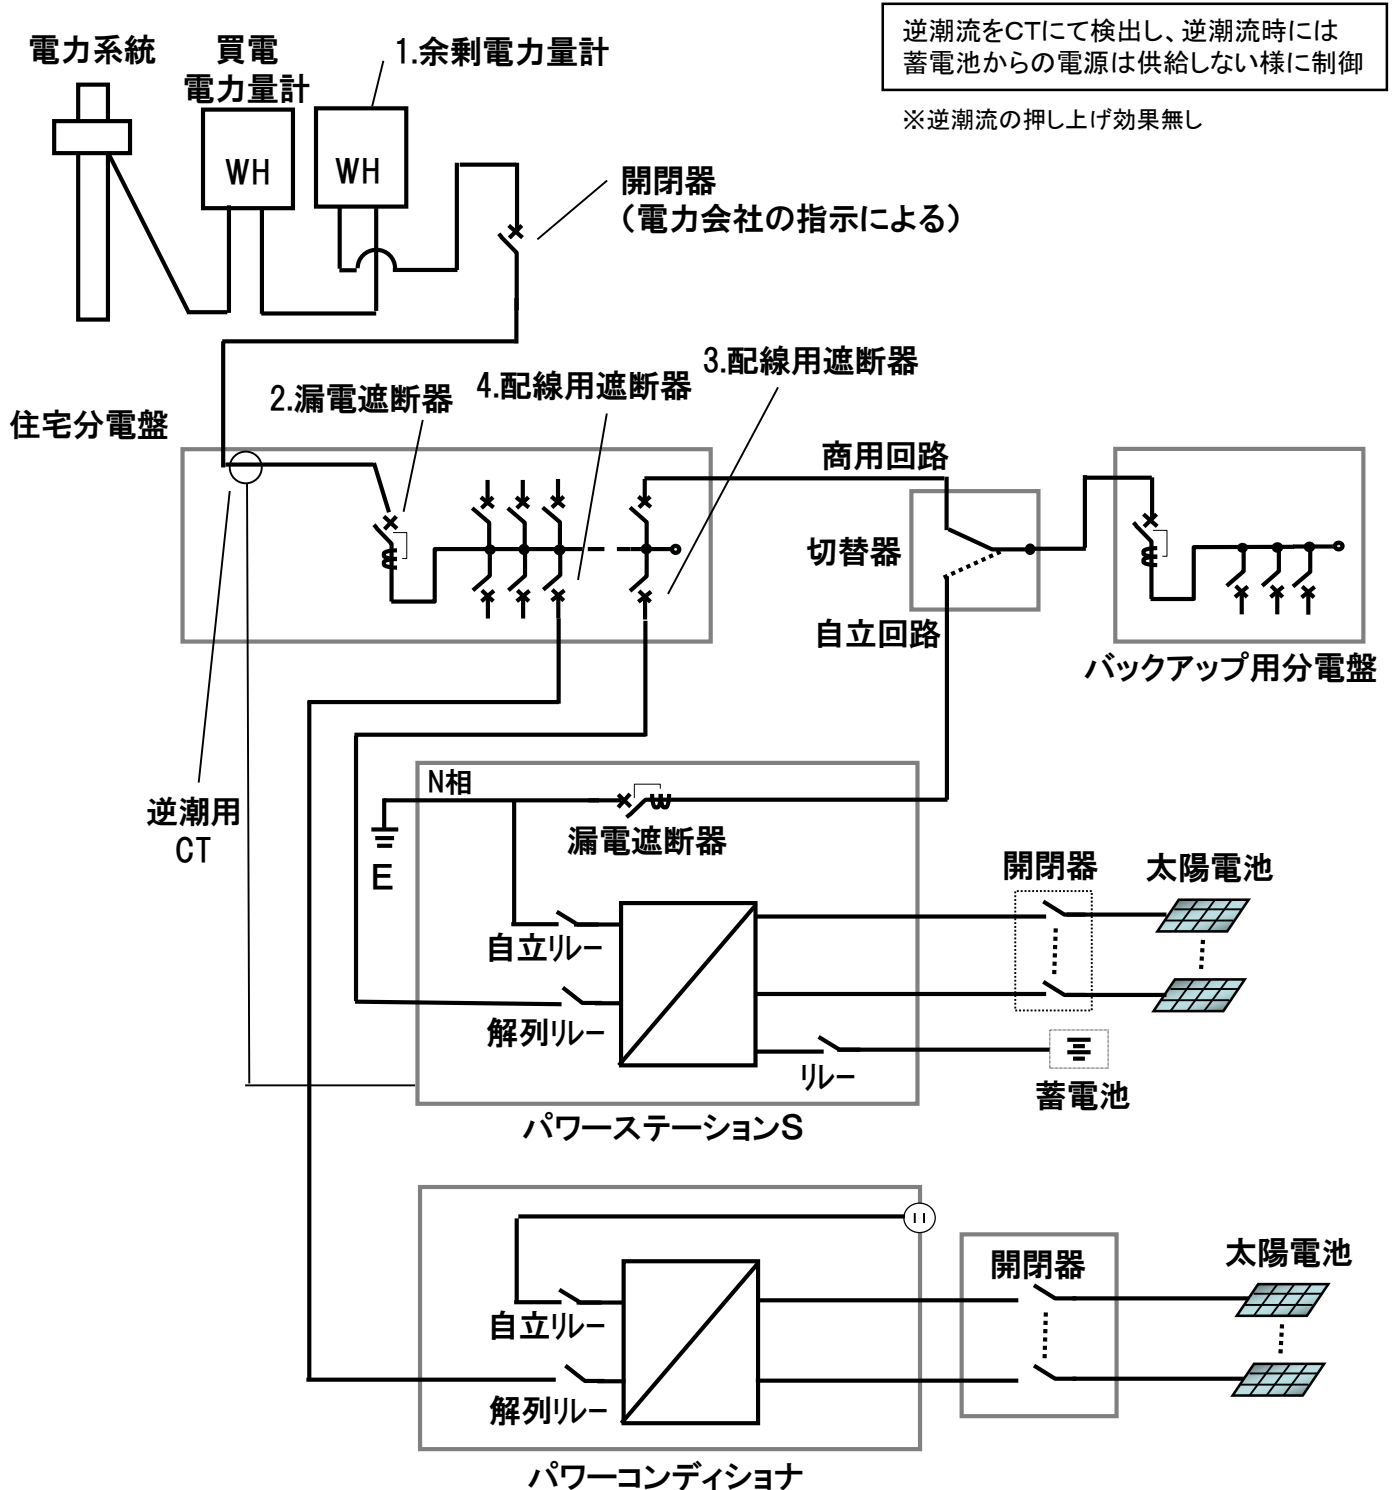 逆潮流をCTにて検出し、逆潮流時には
蓄電池からの電源は供給しない様に制御
※逆潮流の押し上げ効果無し
電力系統
買電
電力量計
1.余剰電力量計
WH
WH
開閉器
(電力会社の指示による)
住宅分電盤
2.漏電遮断器
4.配線用遮断器
3.配線用遮断器
商用回路
切替器
自立回路
バックアップ用分電盤
逆潮用
CT
N相
漏電遮断器
E
自立リレー
解列リレー
リレー
開閉器
太陽電池
蓄電池
パワーステーションS
自立リレー
解列リレー
開閉器
太陽電池
パワーコンディショナ